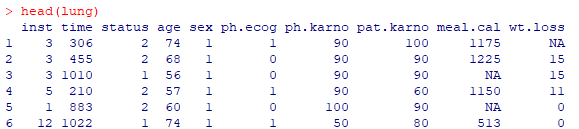 > head(lung)
  inst time status age sex ph.ecog ph.karno pat.karno meal.cal wt.loss
1    3  306      2  74   1       1       90       100     1175      NA
2    3  455      2  68   1       0       90        90     1225      15
3    3 1010      1  56   1       0       90        90       NA      15
4    5  210      2  57   1       1       90        60     1150      11
5    1  883      2  60   1       0      100        90       NA       0
6   12 1022      1  74   1       1       50        80      513       0